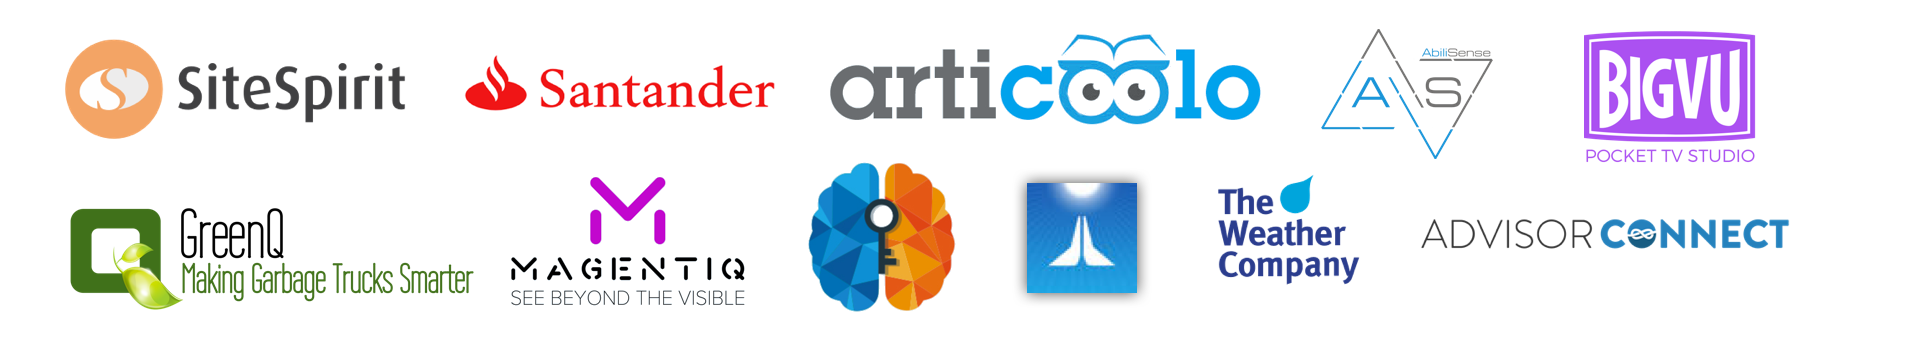 S SiteSpirit
Santander
articoolo
AbiliSense
A S
BIGVU
POCKET TV STUDIO
GreenQ
Making Garbage Trucks Smarter
MAGENTIQ
SEE BEYOND THE VISIBLE
The
Weather
Company
ADVISOR CONNECT